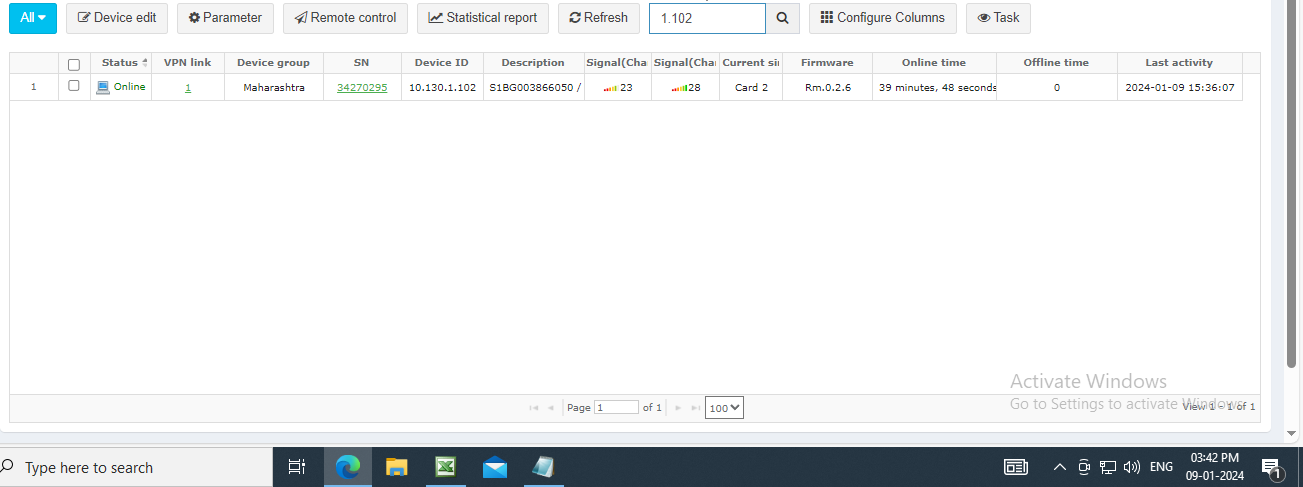 All Device edit Parameter Remote control Statistical report Refresh 1.102 Configure Columns Task
Status VPN link Device group SN Device ID Description Signal(Cha Signal(Cha Current si Firmware Online time Offline time Last activity
1 Online 1 Maharashtra 34270295 10.130.1.102 S1BG003866050 / 23 28 Card 2 Rm.0.2.6 39 minutes, 48 seconds 0 2024-01-09 15:36:07
Activate Windows
Go to Settings to activate Windows.
Page 1 of 1 100 View 1 - 1 of 1
Type here to search ENG 03:42 PM
09-01-2024 1